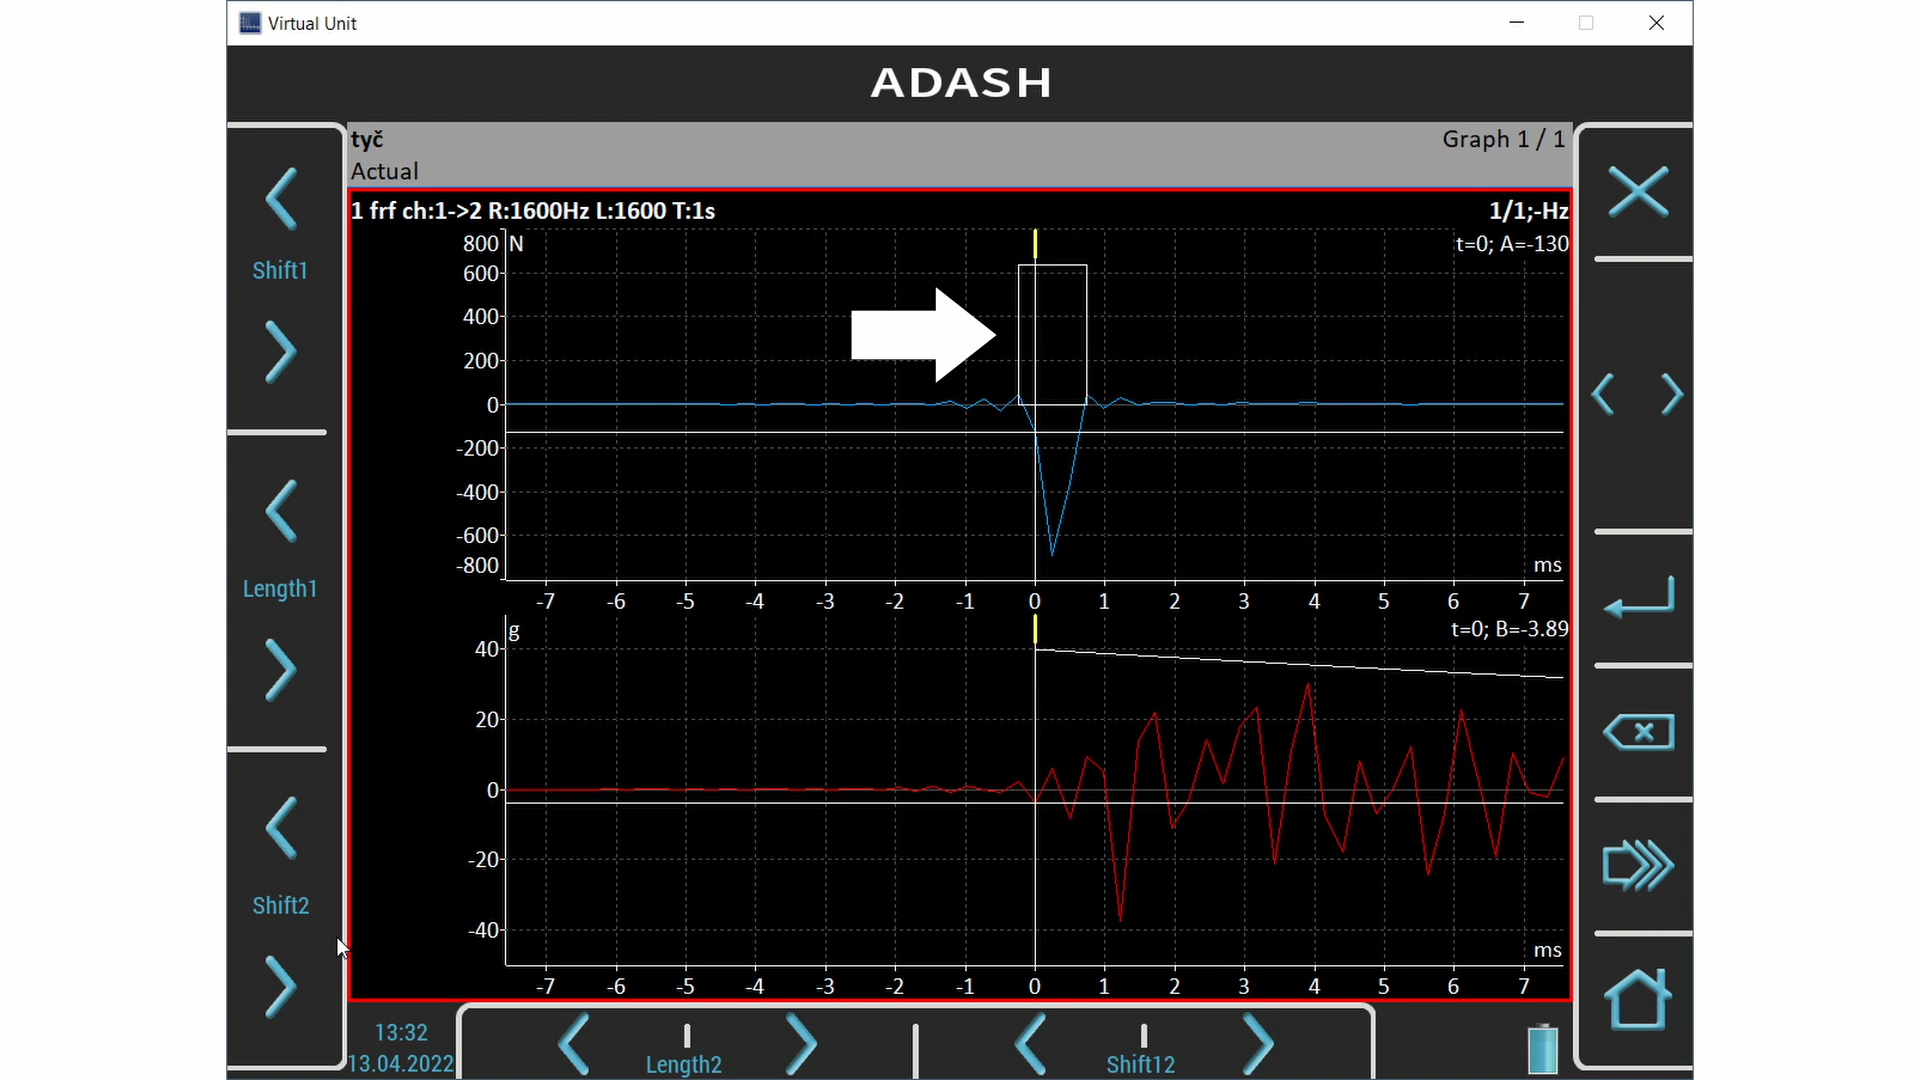 Virtual Unit
ADASH
tyč
Graph 1 / 1
Actual
1 frf ch:1->2 R:1600Hz L:1600 T:1s
1/1;-Hz
800 N
t=0; A=-130
600
400
200
0
-200
-400
-600
-800
ms
-7 -6 -5 -4 -3 -2 -1 0 1 2 3 4 5 6 7
g
t=0; B=-3.89
40
20
0
-20
-40
ms
-7 -6 -5 -4 -3 -2 -1 0 1 2 3 4 5 6 7
Shift1
Length1
Shift2
13:32
13.04.2022
Length2
Shift12